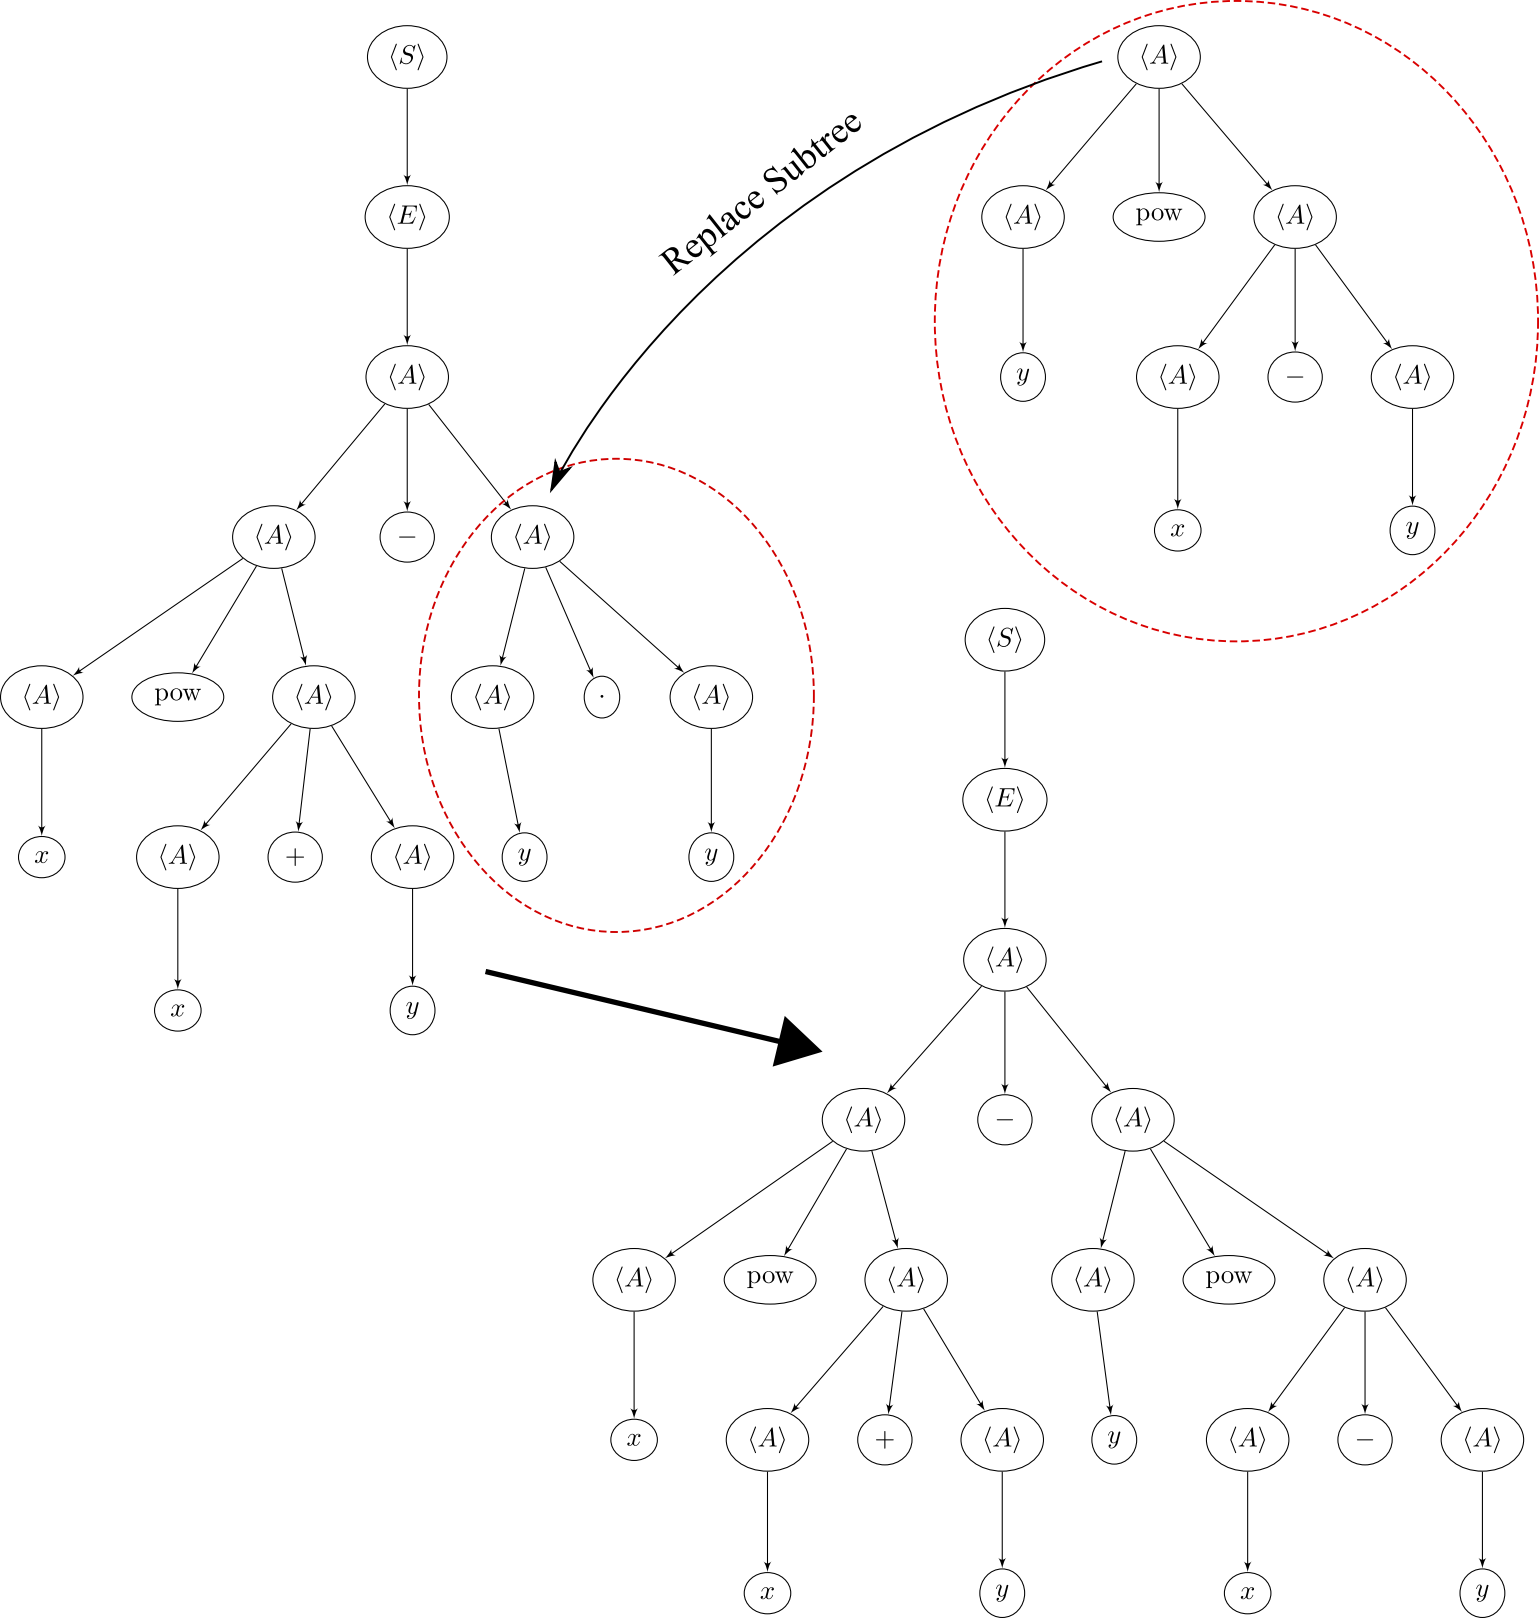 ⟨S⟩ ⟨A⟩
Replace Subtree
⟨E⟩ ⟨A⟩ pow ⟨A⟩
⟨A⟩ y ⟨A⟩ − ⟨A⟩
⟨A⟩ − ⟨A⟩ x y
⟨S⟩
⟨A⟩ pow ⟨A⟩ ⟨A⟩ · ⟨A⟩
⟨E⟩
x ⟨A⟩ + ⟨A⟩ y y
⟨A⟩
x y
⟨A⟩ − ⟨A⟩
⟨A⟩ pow ⟨A⟩ ⟨A⟩ pow ⟨A⟩
x ⟨A⟩ + ⟨A⟩ y ⟨A⟩ − ⟨A⟩
x y x y